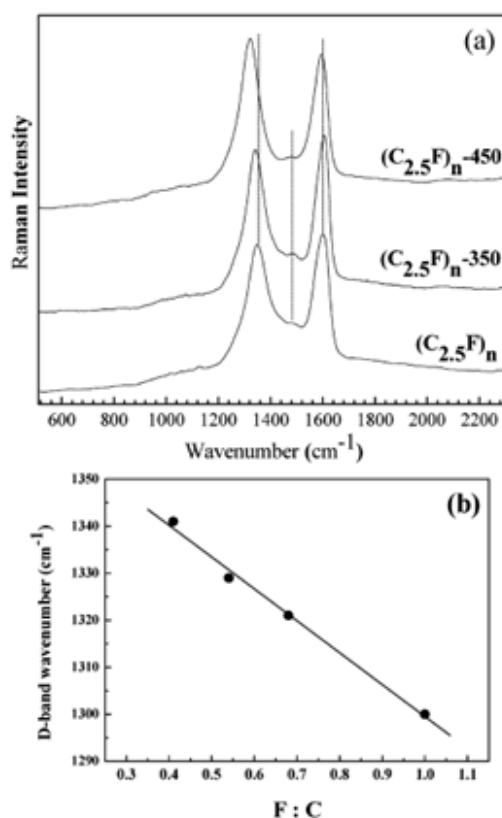 (a)
Raman Intensity
(C2.5F)n-450
(C2.5F)n-350
(C2.5F)n
600 800 1000 1200 1400 1600 1800 2000 2200
Wavenumber (cm-1)
(b)
D-band wavenumber (cm-1)
1350
1340
1330
1320
1310
1300
1290
0.3 0.4 0.5 0.6 0.7 0.8 0.9 1.0 1.1
F : C